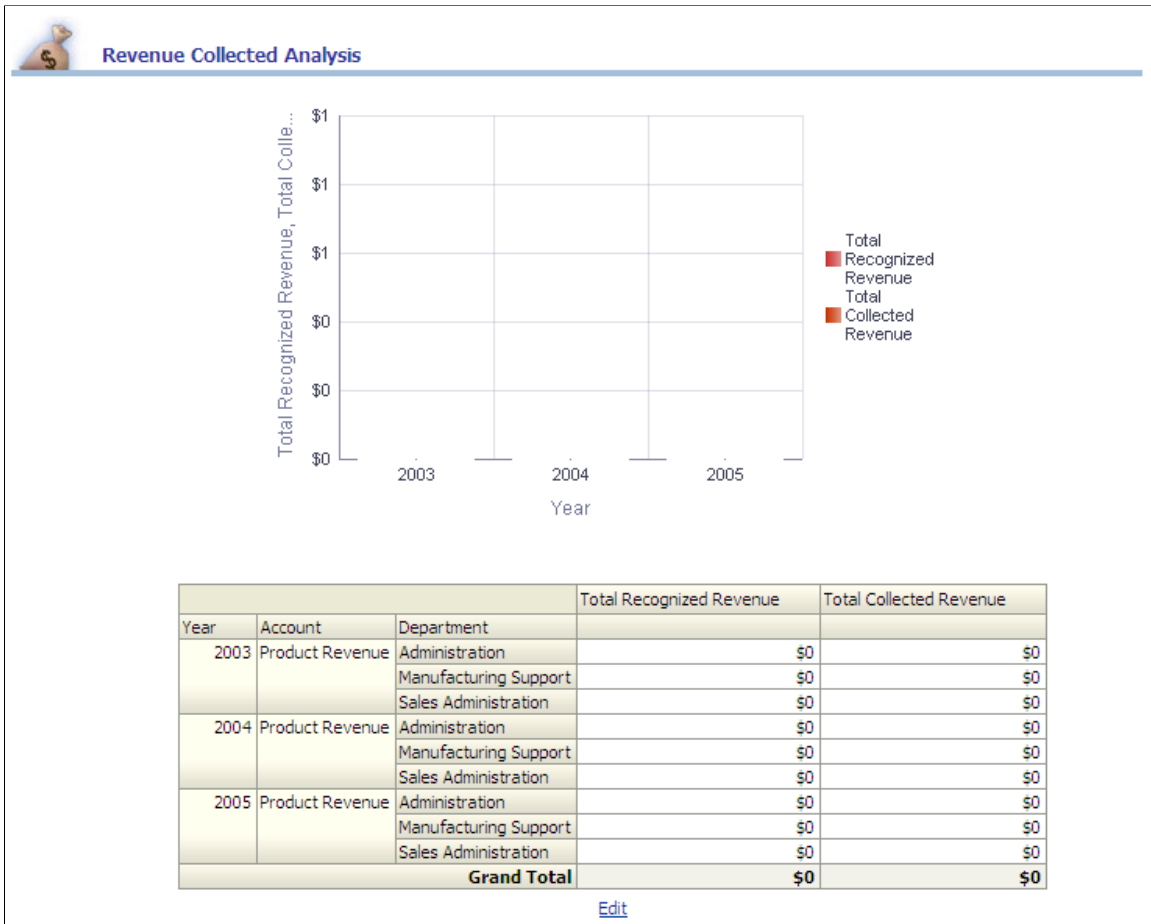 $
Revenue Collected Analysis
Total Recognized Revenue, Total Colle...
$1
$1
$1
$0
$0
$0
2003 2004 2005
Year
Total
Recognized
Revenue
Total
Collected
Revenue
Total Recognized Revenue Total Collected Revenue
Year Account Department
2003 Product Revenue Administration $0 $0
Manufacturing Support $0 $0
Sales Administration $0 $0
2004 Product Revenue Administration $0 $0
Manufacturing Support $0 $0
Sales Administration $0 $0
2005 Product Revenue Administration $0 $0
Manufacturing Support $0 $0
Sales Administration $0 $0
Grand Total $0 $0
Edit